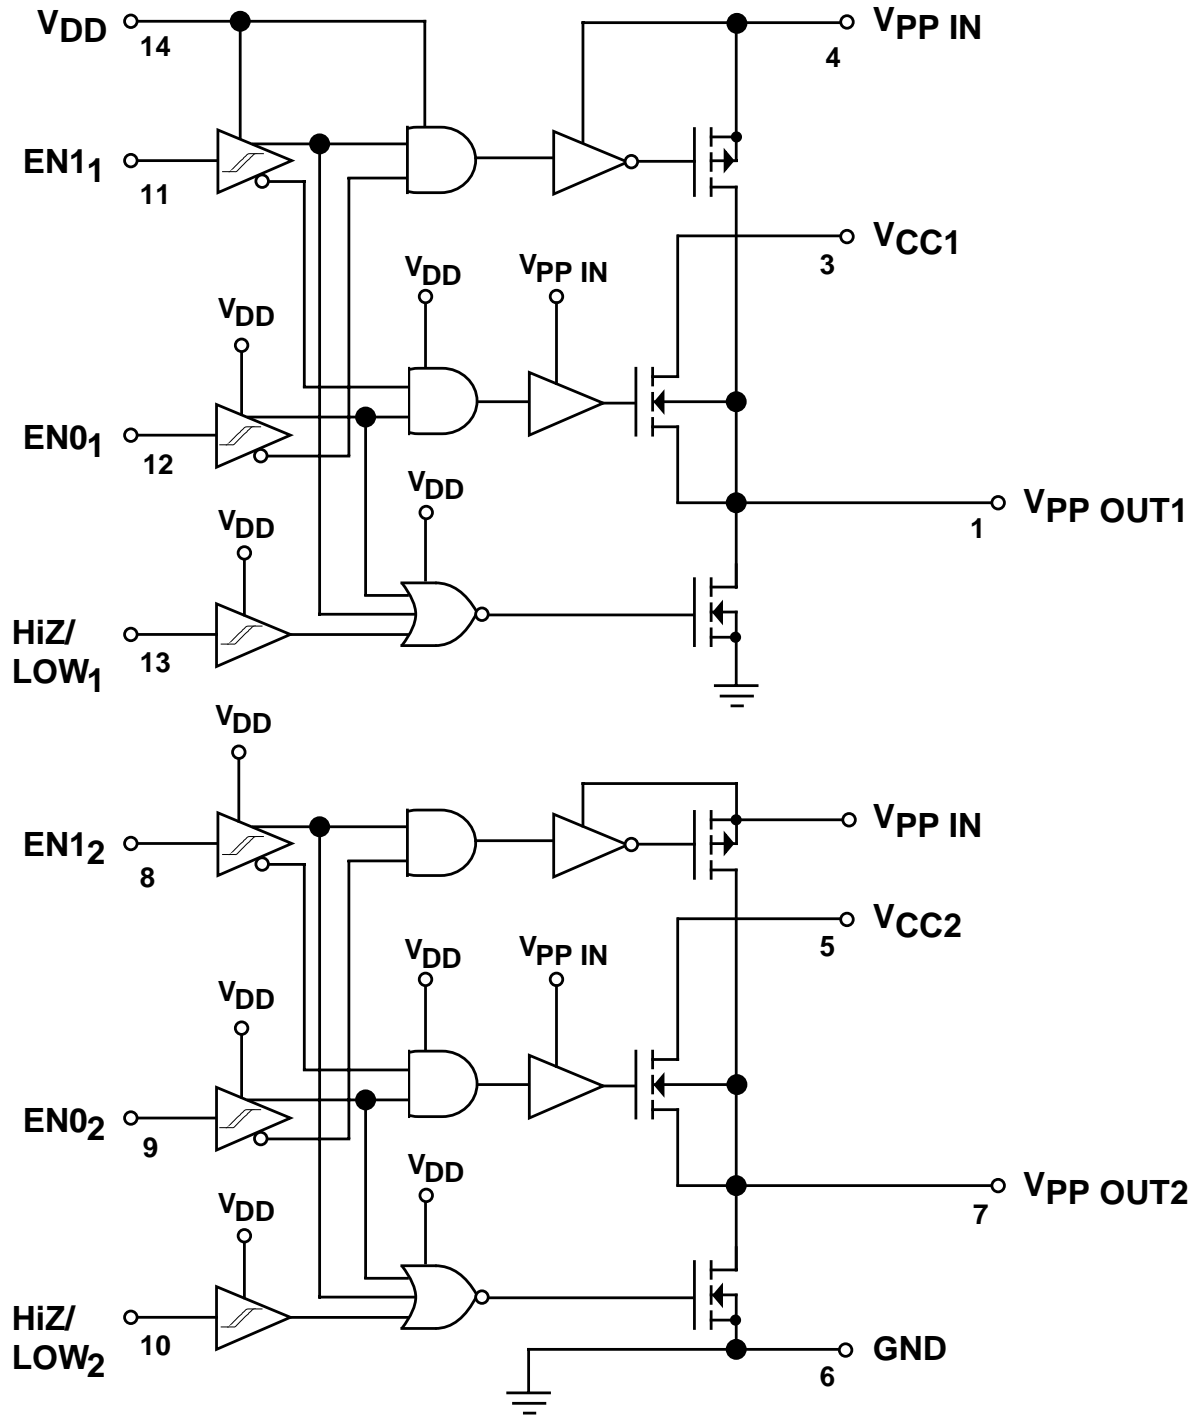 VDD
14
VPP IN
4
EN11
11
VCC1
3
VDD
VPP IN
VDD
EN01
12
VDD
VDD
VPP OUT1
1
HiZ/
LOW1
13
VDD
EN12
8
VPP IN
VCC2
5
VDD
VPP IN
VDD
EN02
9
VDD
VDD
VPP OUT2
7
HiZ/
LOW2
10
GND
6